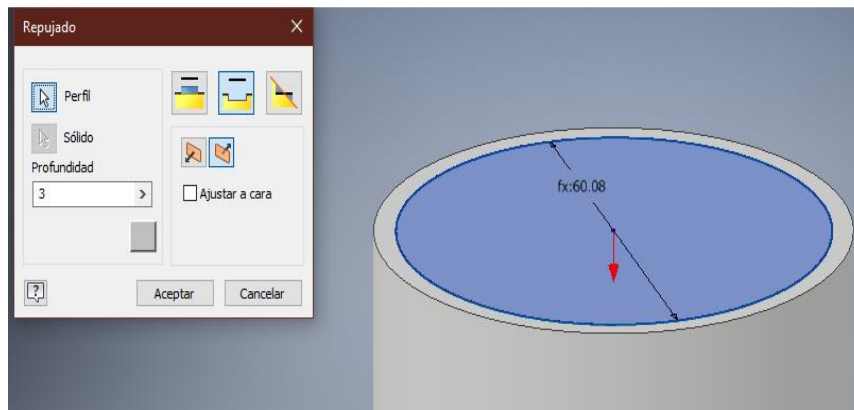 Repujado
Perfil
Sólido
Profundidad
3
Ajustar a cara
Aceptar
Cancelar
fx:60.08